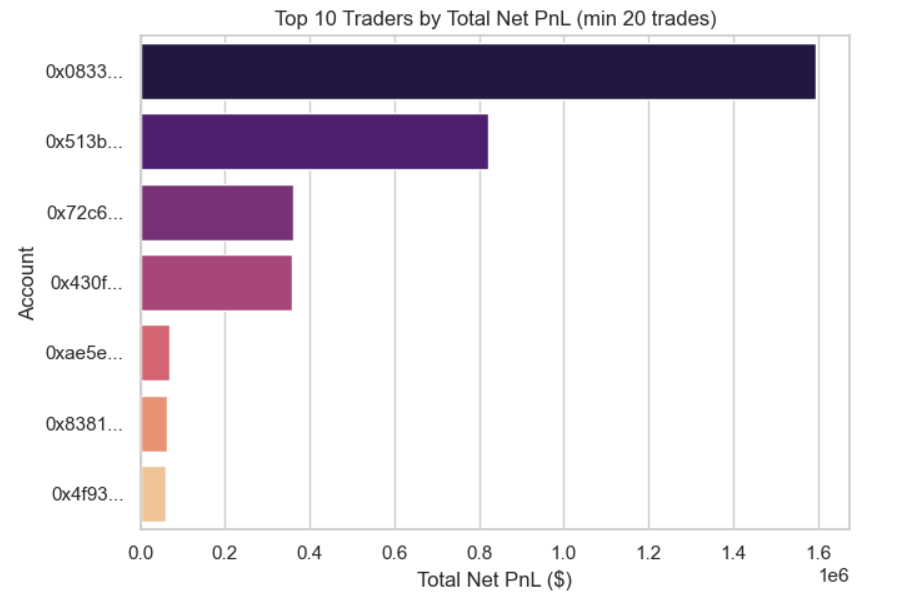 Top 10 Traders by Total Net PnL (min 20 trades)
0x0833...
0x513b...
0x72c6...
0x430f...
0xae5e...
0x8381...
0x4f93...
Account
0.0 0.2 0.4 0.6 0.8 1.0 1.2 1.4 1.6
1e6
Total Net PnL ($)